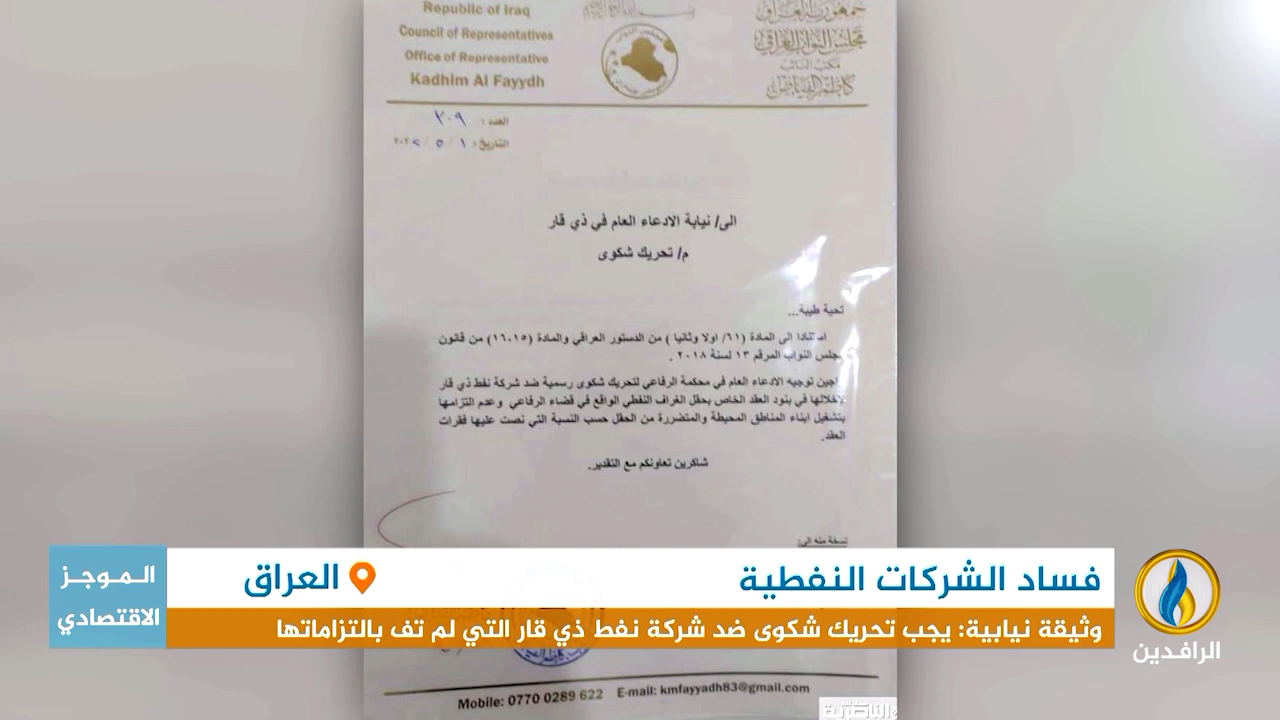 Republic of Iraq
Council of Representatives
Office of Representative
Kadhim Al Fayydh
جمهورية العراق
مجلس النواب العراقي
مكتب النائب
كاظم الفياض
العدد: ٣٠٩
التاريخ: ١ / ٥ / ٢٠٢٢
الى/ نيابة الادعاء العام في ذي قار
م/ تحريك شكوى
تحية طيبة...
استنادا الى المادة (٦١/ اولا وثانيا ) من الدستور العراقي والمادة (١٦،١٥) من قانون
مجلس النواب المرقم ١٣ لسنة ٢٠١٨ .
راجين توجيه الادعاء العام في محكمة الرفاعي لتحريك شكوى رسمية ضد شركة نفط ذي قار
لاخلالها في بنود العقد الخاص بحقل الغراف النفطي الواقع في قضاء الرفاعي وعدم التزامها
بتشغيل ابناء المناطق المحيطة والمتضررة من الحقل حسب النسبة التي نصت عليها فقرات
العقد.
شاكرين تعاونكم مع التقدير.
نسخة منه الى:
فساد الشركات النفطية
العراق
الموجز
الاقتصادي
وثيقة نيابية: يجب تحريك شكوى ضد شركة نفط ذي قار التي لم تف بالتزاماتها
الرافدين
Mobile: 0770 0289 622 E-mail: kmfayyadh83@gmail.com
الناصرية